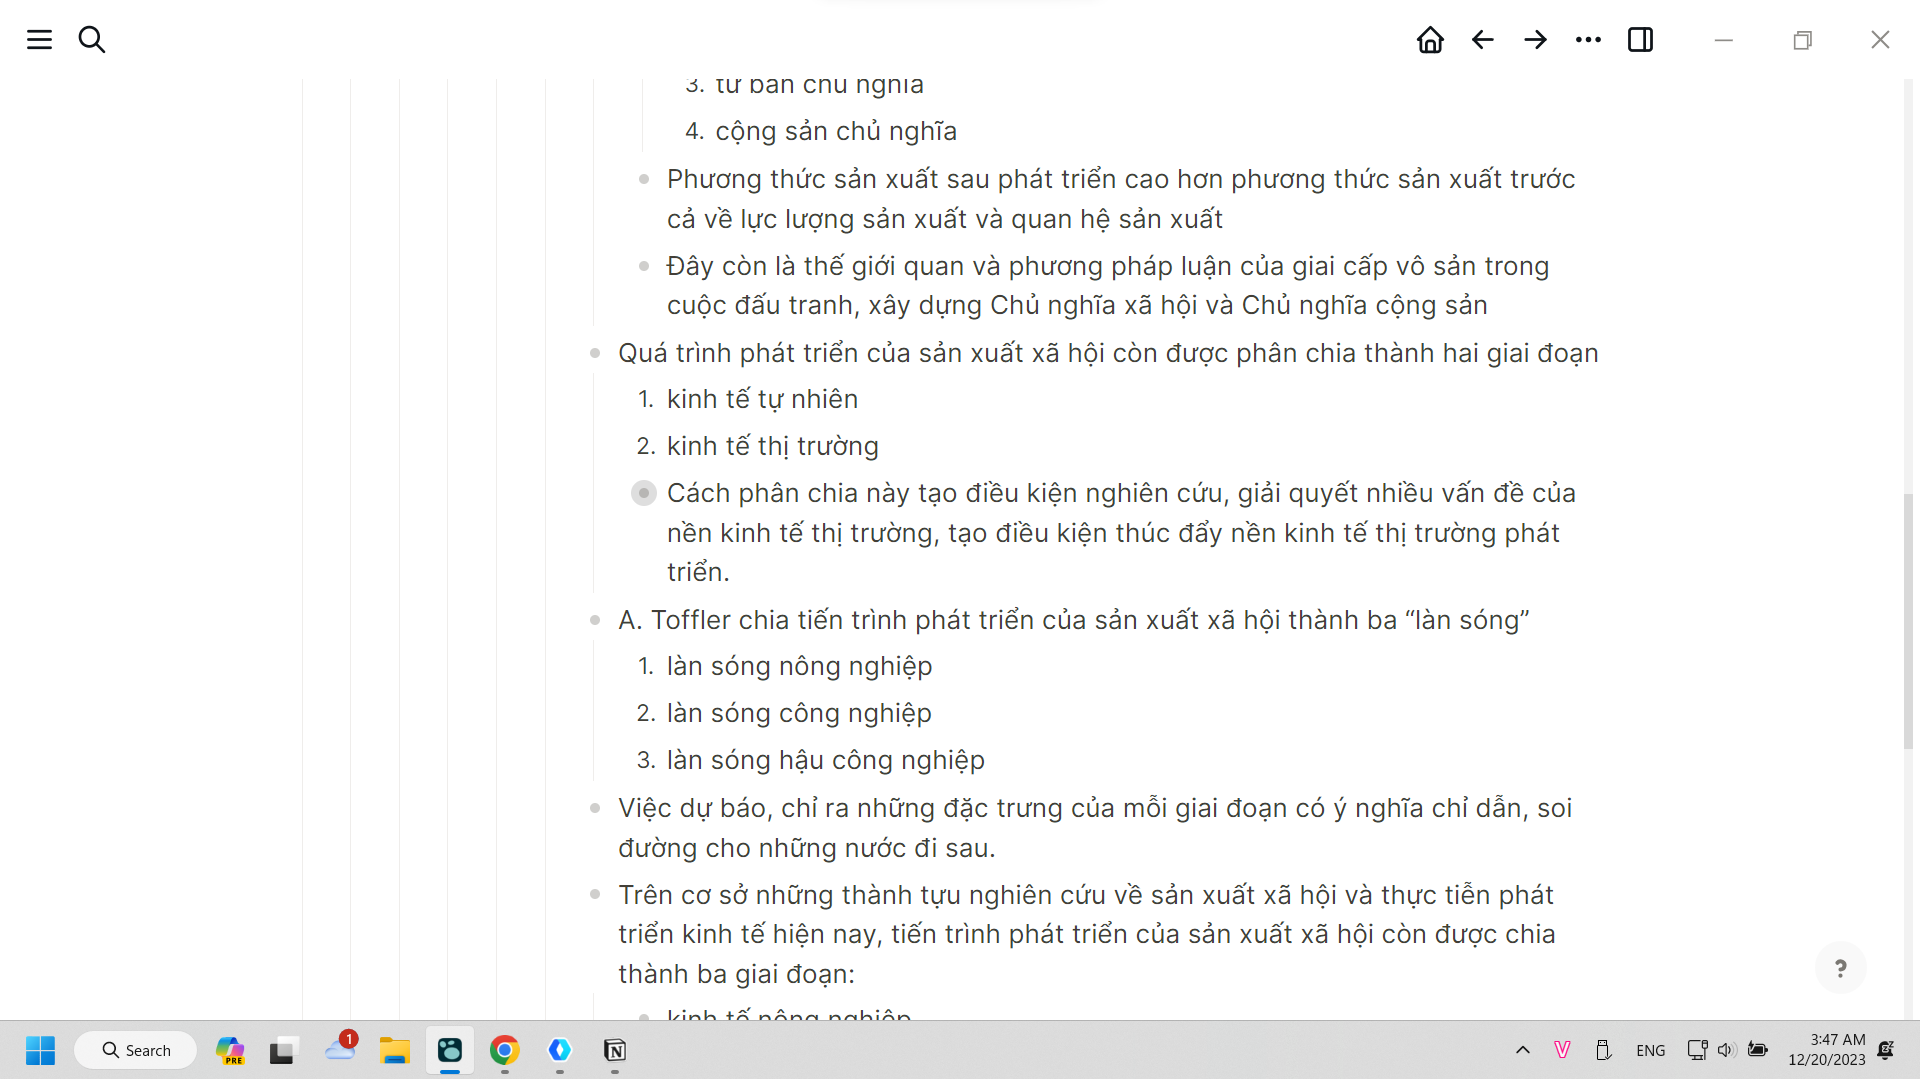 3. tư bản chủ nghĩa
4. cộng sản chủ nghĩa
Phương thức sản xuất sau phát triển cao hơn phương thức sản xuất trước
cả về lực lượng sản xuất và quan hệ sản xuất
Đây còn là thế giới quan và phương pháp luận của giai cấp vô sản trong
cuộc đấu tranh, xây dựng Chủ nghĩa xã hội và Chủ nghĩa cộng sản
Quá trình phát triển của sản xuất xã hội còn được phân chia thành hai giai đoạn
1. kinh tế tự nhiên
2. kinh tế thị trường
Cách phân chia này tạo điều kiện nghiên cứu, giải quyết nhiều vấn đề của
nền kinh tế thị trường, tạo điều kiện thúc đẩy nền kinh tế thị trường phát
triển.
A. Toffler chia tiến trình phát triển của sản xuất xã hội thành ba “làn sóng”
1. làn sóng nông nghiệp
2. làn sóng công nghiệp
3. làn sóng hậu công nghiệp
Việc dự báo, chỉ ra những đặc trưng của mỗi giai đoạn có ý nghĩa chỉ dẫn, soi
đường cho những nước đi sau.
Trên cơ sở những thành tựu nghiên cứu về sản xuất xã hội và thực tiễn phát
triển kinh tế hiện nay, tiến trình phát triển của sản xuất xã hội còn được chia
thành ba giai đoạn:
kinh tế nông nghiệp
?
Search
PRE
1
N
V
ENG
3:47 AM
12/20/2023